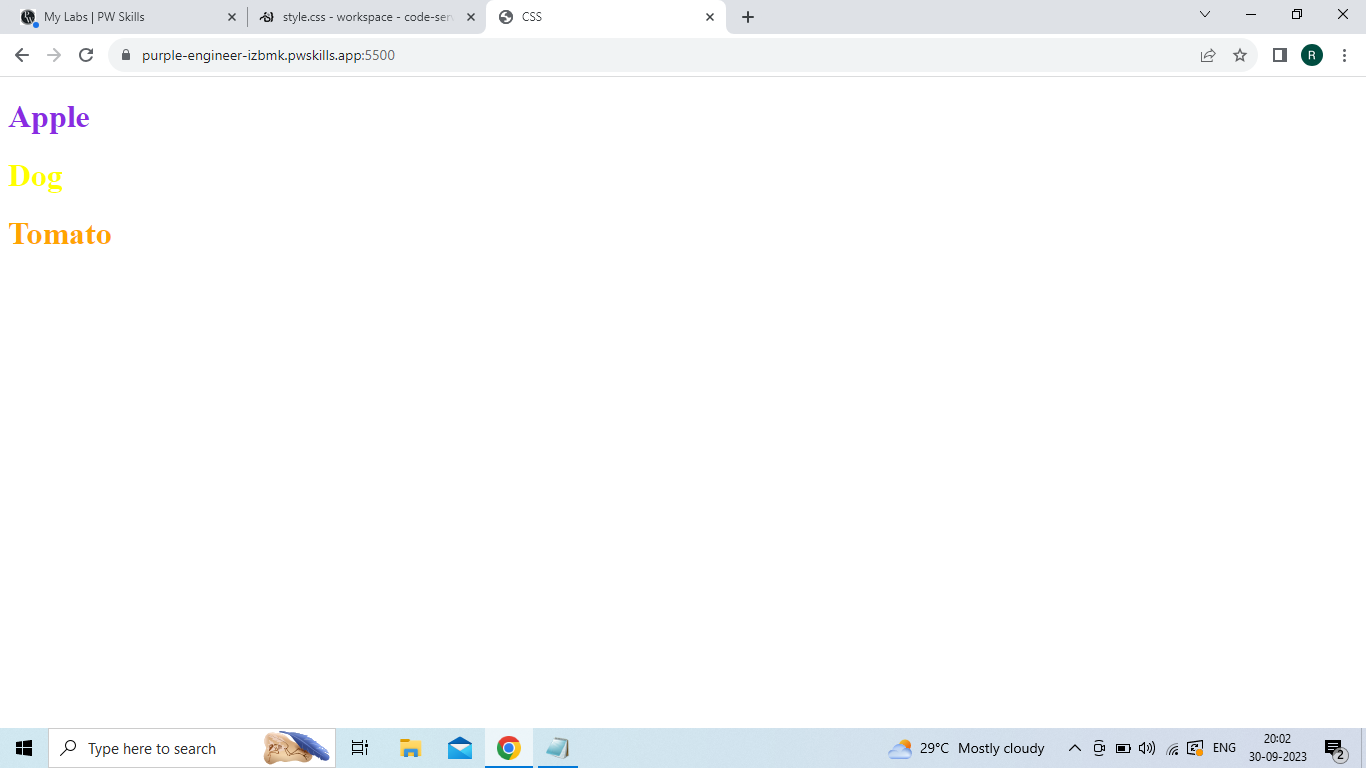 My Labs | PW Skills
style.css - workspace - code-ser
CSS
purple-engineer-izbmk.pwskills.app:5500
R
Apple
Dog
Tomato
Type here to search
29°C Mostly cloudy
ENG
20:02
30-09-2023
2